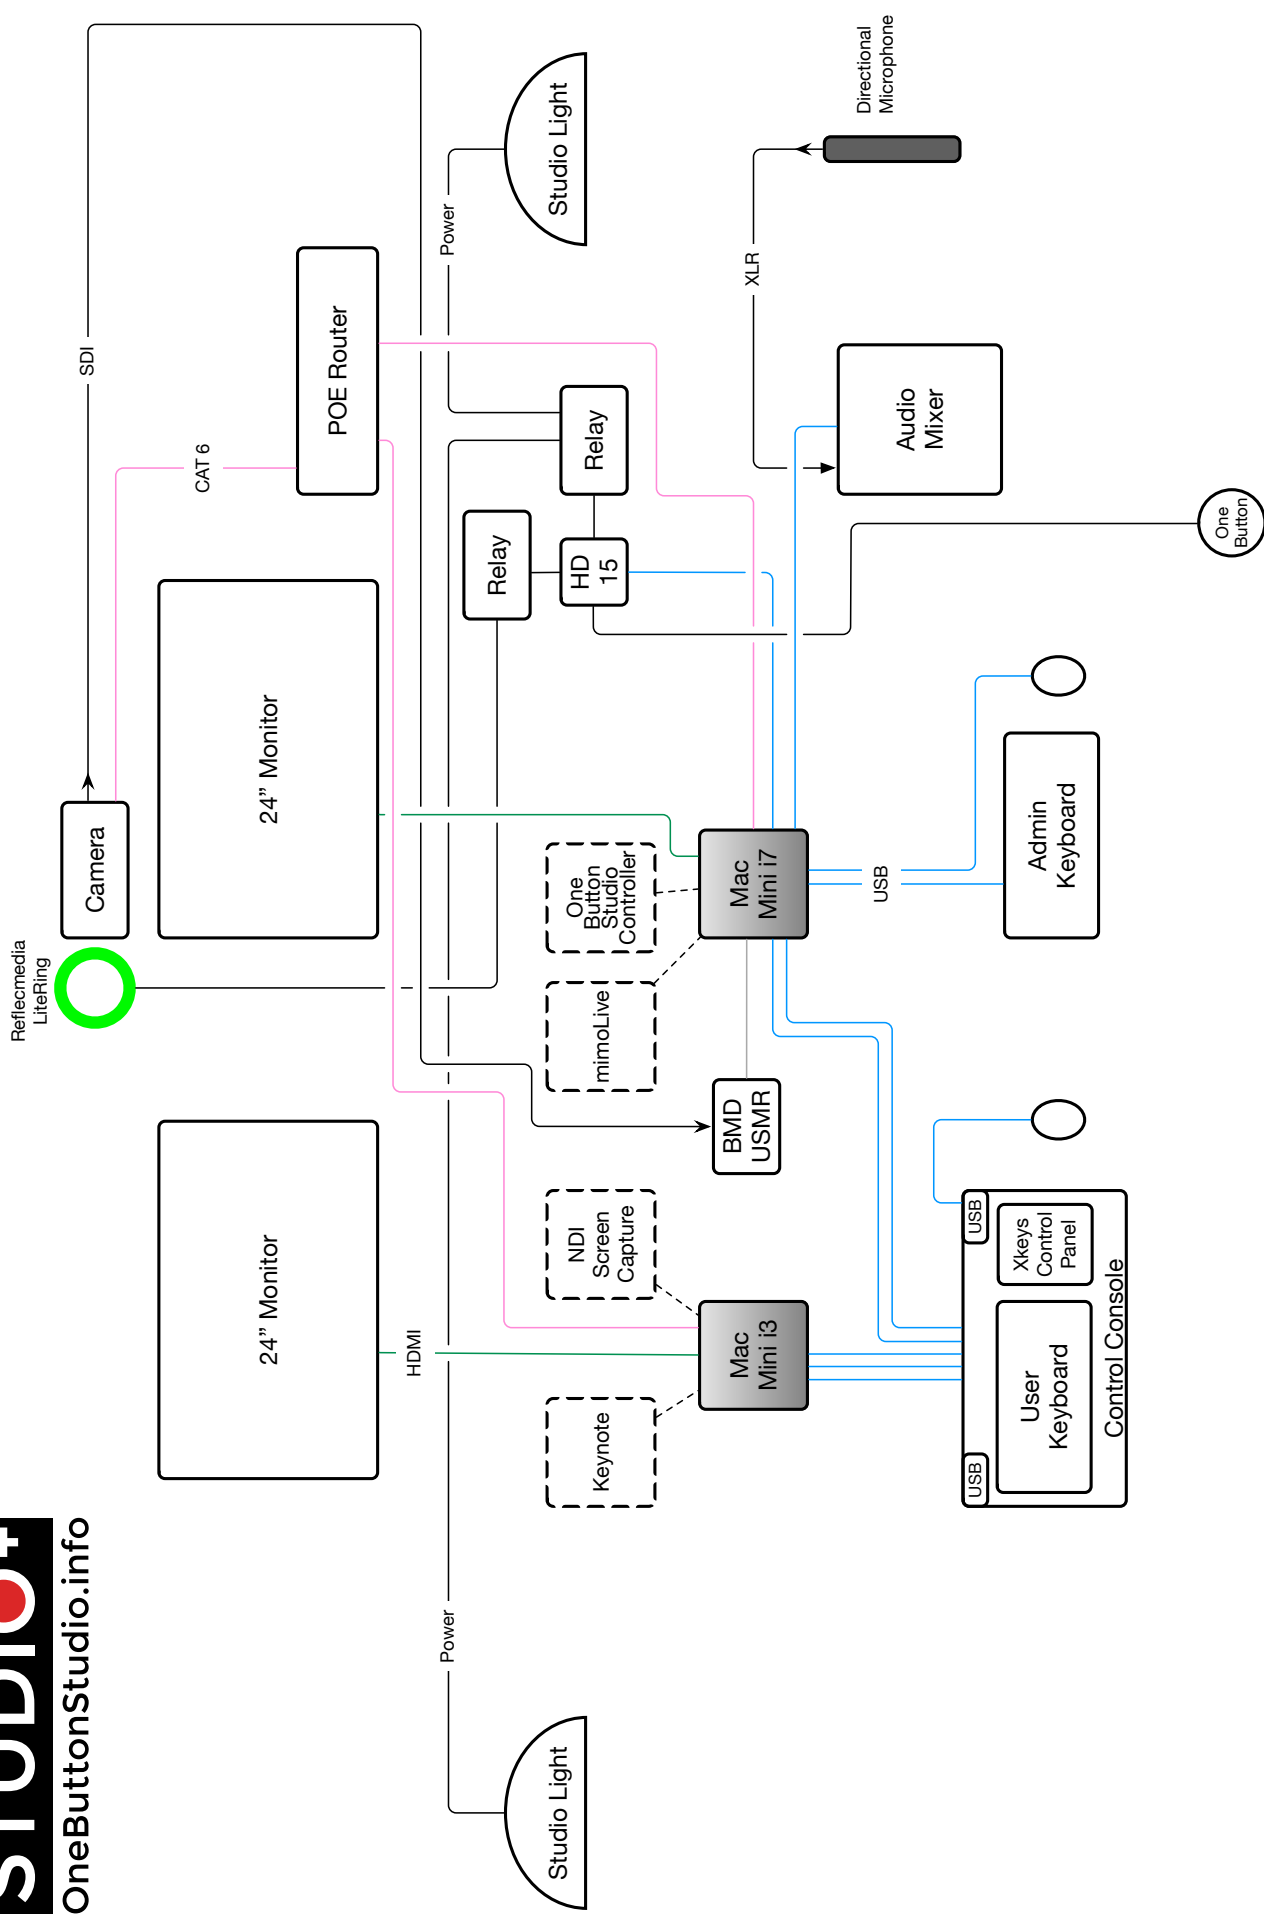 STUDIO+
OneButtonStudio.info
Reflecmedia
LiteRing
Camera
SDI
CAT 6
24” Monitor
24” Monitor
POE Router
HDMI
Power
Power
Studio Light
Studio Light
Relay
Relay
HD
15
Keynote
NDI
Screen
Capture
mimoLive
One
Button
Studio
Controller
Mac
Mini i3
BMD
USMR
Mac
Mini i7
XLR
Directional
Microphone
USB
Audio
Mixer
USB
User
Keyboard
Xkeys
Control
Panel
USB
Control Console
Admin
Keyboard
One
Button